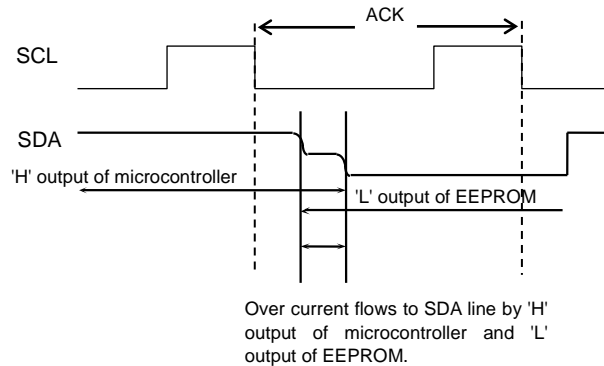 ACK
SCL
SDA
'H' output of microcontroller
'L' output of EEPROM
Over current flows to SDA line by 'H'
output of microcontroller and 'L'
output of EEPROM.